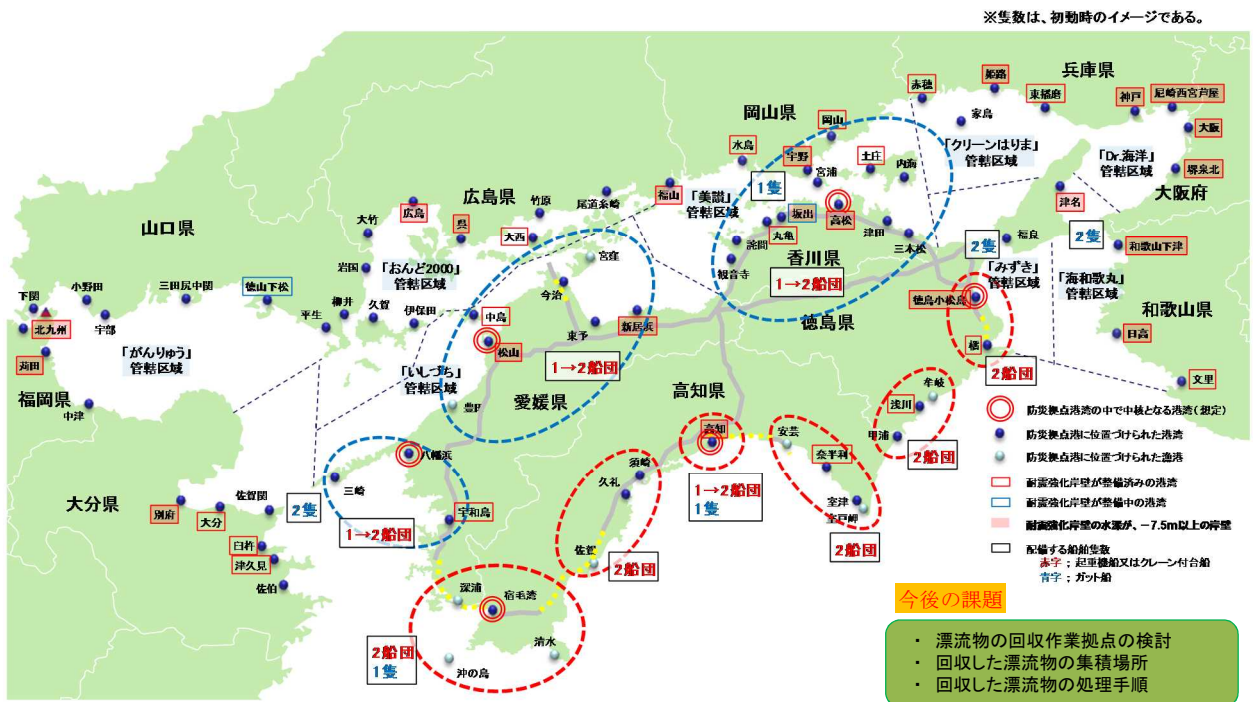 ※隻数は、初動時のイメージである。
兵庫県
姫路
赤穂
東播磨
神戸
尼崎西宮芦屋
家島
大阪
岡山県
岡山
水島
宇野
宮浦
土庄
内海
「クリーンはりま」
管轄区域
「Dr.海洋」
管轄区域
堺泉北
大阪府
広島県
福山
「美讃」
管轄区域
1隻
坂出
高松
丸亀
津田
三本松
詫間
観音寺
香川県
1→2船団
津名
2隻
福良
2隻
和歌山下津
竹原
尾道糸崎
広島
呉
大西
大竹
山口県
岩国
「おんど2000」
管轄区域
宮窪
今治
「みずき」
管轄区域
「海和歌丸」
管轄区域
徳島小松島
徳島県
和歌山県
小野田
三田尻中関
徳山下松
下関
北九州
宇部
平生
柳井
久賀
伊保田
中島
東予
新居浜
日高
橘
文里
苅田
「がんりゅう」
管轄区域
松山
1→2船団
2船団
「いしづち」
管轄区域
福岡県
中津
豊田
愛媛県
高知県
牟岐
浅川
甲浦
2船団
高知
安芸
奈半利
室津
室戸岬
2船団
八幡浜
三崎
須崎
久礼
1→2船団
1隻
大分県
別府
大分
佐賀関
2隻
1→2船団
宇和島
臼杵
津久見
佐伯
佐賀
2船団
深浦
宿毛湾
清水
沖の島
2船団
1隻
防災拠点港湾の中で中核となる港湾(想定)
防災拠点港に位置づけられた港湾
防災拠点港に位置づけられた漁港
耐震強化岸壁が整備済みの港湾
耐震強化岸壁が整備中の港湾
耐震強化岸壁の水深が、-7.5m以上の岸壁
配備する船舶隻数
赤字;起重機船又はクレーン付台船
青字;ガット船
今後の課題
・ 漂流物の回収作業拠点の検討
・ 回収した漂流物の集積場所
・ 回収した漂流物の処理手順